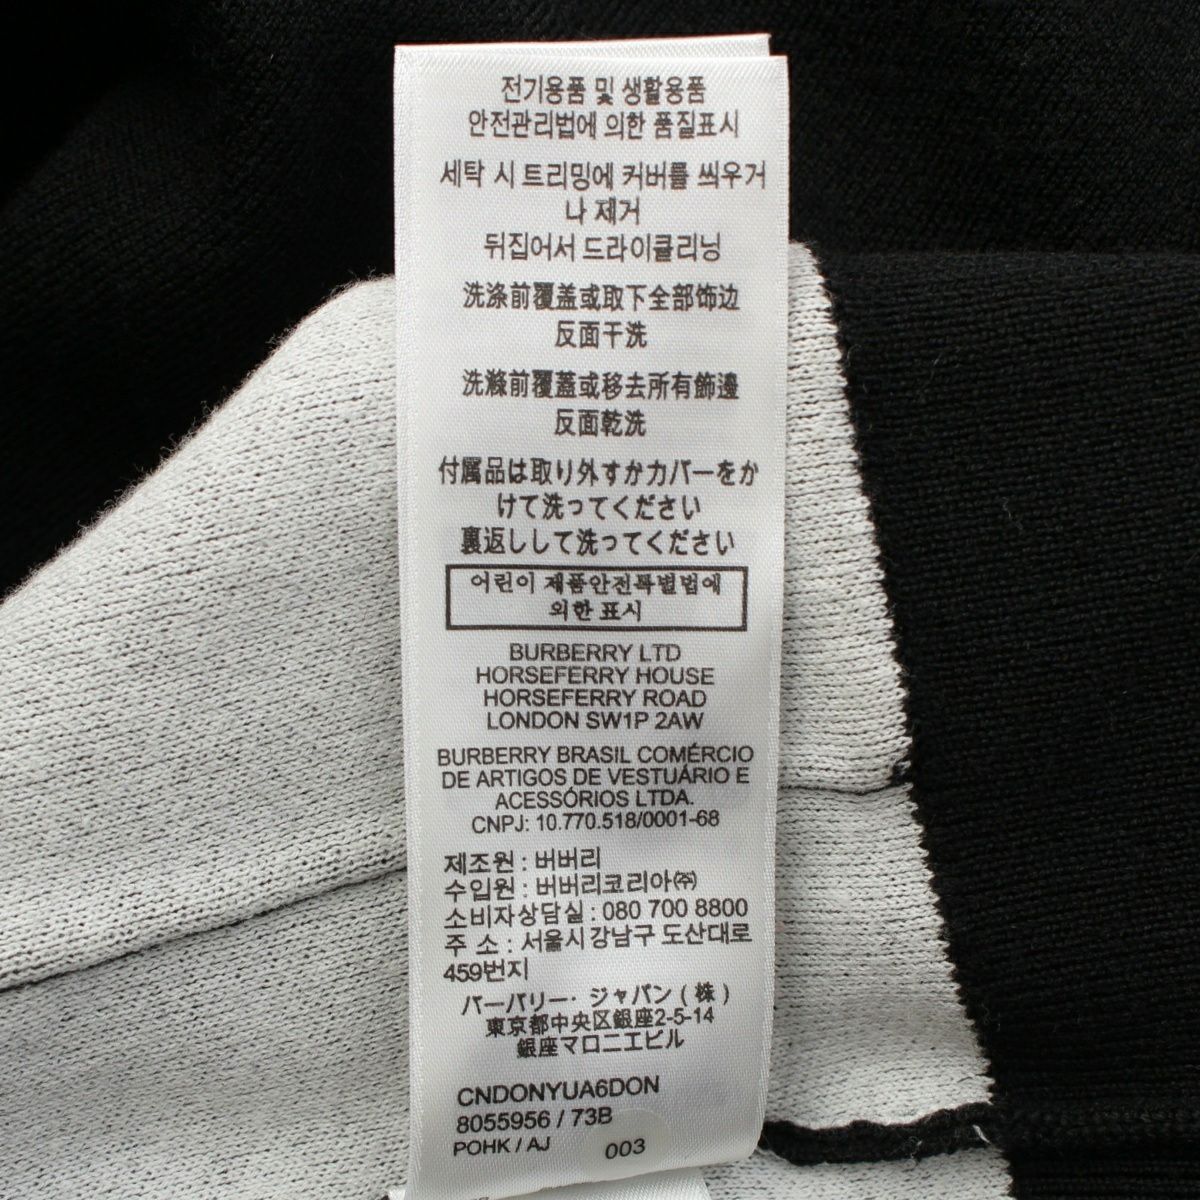 전기용품 및 생활용품
안전관리법에 의한 품질표시
세탁 시 트리밍에 커버를 씌우거
나 제거
뒤집어서 드라이클리닝
洗涤前覆盖或取下全部饰边
反面干洗
洗滌前覆蓋或移去所有飾邊
反面乾洗
付属品は取り外すかカバーをか
けて洗ってください
裏返しして洗ってください
어린이 제품안전특별법에
의한 표시
BURBERRY LTD
HORSEFERRY HOUSE
HORSEFERRY ROAD
LONDON SW1P 2AW
BURBERRY BRASIL COMÉRCIO
DE ARTIGOS DE VESTUÁRIO E
ACESSÓRIOS LTDA.
CNPJ: 10.770.518/0001-68
제조원 : 버버리
수입원 : 버버리코리아㈜
소비자상담실 : 080 700 8800
주 소 : 서울시 강남구 도산대로
459번지
バーバリー・ジャパン (株)
東京都中央区銀座2-5-14
銀座マロニエビル
CNDONYUA6DON
8055956 / 73B
POHK / AJ 003